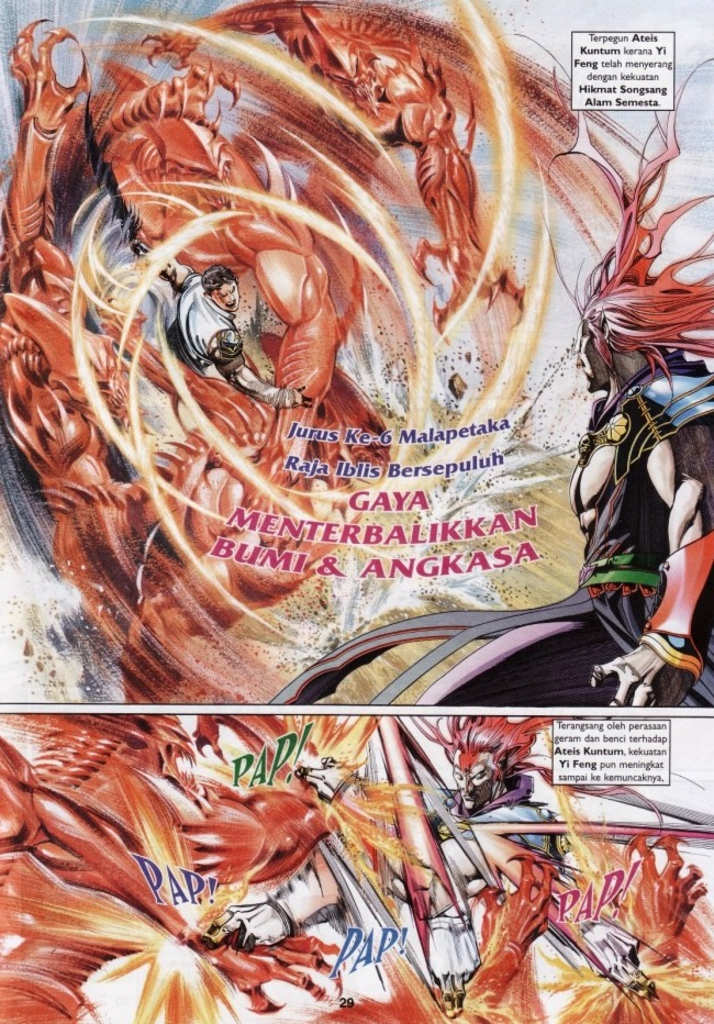 Terpegun Ateis
Kuntum kerana Yi
Feng telah menyerang
dengan kekuatan
Hikmat Songsang
Alam Semesta.
Jurus Ke-6 Malapetaka
Raja Iblis Bersepuluh
GAYA
MENTERBALIKKAN
BUMI & ANGKASA
Terangsang oleh perasaan
geram dan benci terhadap
Ateis Kuntum, kekuatan
Yi Feng pun meningkat
sampai ke kemuncaknya.
PAP!
PAP!
PAP!
PAP!
29